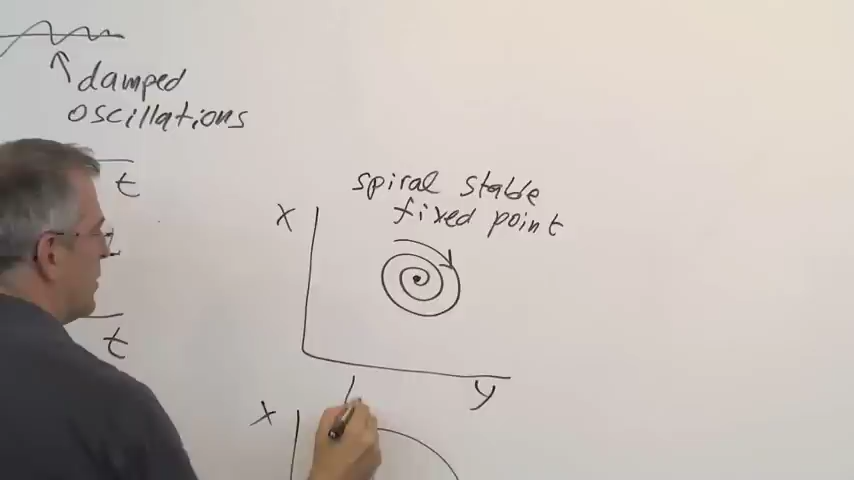 damped
oscillations
t
t
spiral stable
fixed point
x
y
x